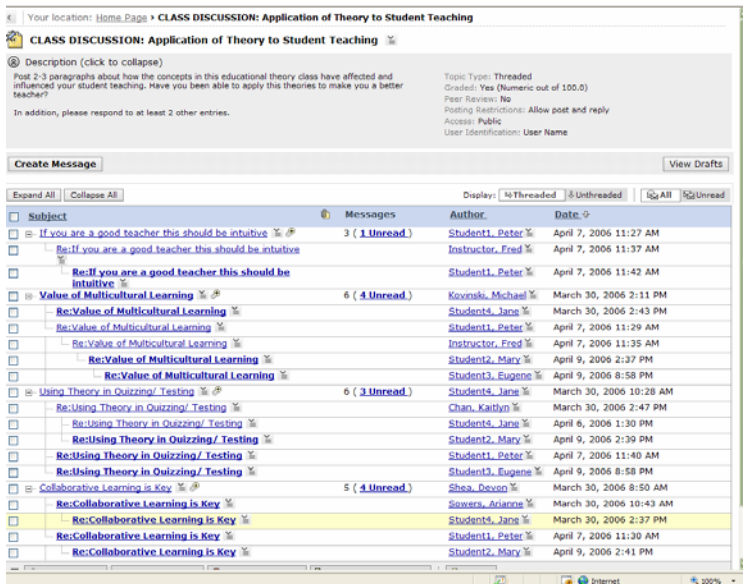 Your location: Home Page › CLASS DISCUSSION: Application of Theory to Student Teaching
CLASS DISCUSSION: Application of Theory to Student Teaching
Description (click to collapse)
Post 2-3 paragraphs about how the concepts in this educational theory class have affected and
influenced your student teaching. Have you been able to apply this theories to make you a better
teacher?
In addition, please respond to at least 2 other entries.
Topic Type: Threaded
Graded: Yes (Numeric out of 100.0)
Peer Review: No
Posting Restrictions: Allow post and reply
Access: Public
User Identification: User Name
Create Message View Drafts
Expand All Collapse All Display: Threaded Unthreaded All Unread
Subject Messages Author Date
If you are a good teacher this should be intuitive 3 ( 1 Unread ) Student1, Peter April 7, 2006 11:27 AM
Re:If you are a good teacher this should be intuitive Instructor, Fred April 7, 2006 11:37 AM
Re:If you are a good teacher this should be Student1, Peter April 7, 2006 11:42 AM
intuitive
Value of Multicultural Learning 6 ( 4 Unread ) Kovinski, Michael March 30, 2006 2:11 PM
Re:Value of Multicultural Learning Student4, Jane March 30, 2006 2:43 PM
Re:Value of Multicultural Learning Student1, Peter April 7, 2006 11:29 AM
Re:Value of Multicultural Learning Instructor, Fred April 7, 2006 11:35 AM
Re:Value of Multicultural Learning Student2, Mary April 9, 2006 2:37 PM
Re:Value of Multicultural Learning Student3, Eugene April 9, 2006 8:58 PM
Using Theory in Quizzing/ Testing 6 ( 3 Unread ) Student4, Jane March 30, 2006 10:28 AM
Re:Using Theory in Quizzing/ Testing Chan, Kaitlyn March 30, 2006 2:47 PM
Re:Using Theory in Quizzing/ Testing Student4, Jane April 6, 2006 1:30 PM
Re:Using Theory in Quizzing/ Testing Student2, Mary April 9, 2006 2:39 PM
Re:Using Theory in Quizzing/ Testing Student1, Peter April 7, 2006 11:40 AM
Re:Using Theory in Quizzing/ Testing Student3, Eugene April 9, 2006 8:58 PM
Collaborative Learning is Key 5 ( 4 Unread ) Shea, Devon March 30, 2006 8:50 AM
Re:Collaborative Learning is Key Sowers, Arianne March 30, 2006 10:43 AM
Re:Collaborative Learning is Key Student4, Jane March 30, 2006 2:37 PM
Re:Collaborative Learning is Key Student1, Peter April 7, 2006 11:30 AM
Re:Collaborative Learning is Key Student2, Mary April 9, 2006 2:41 PM
Internet 100%